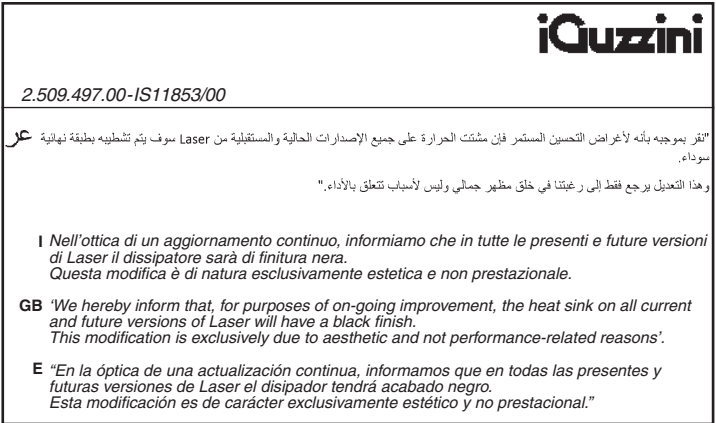 iGuzzini
2.509.497.00-IS11853/00
عر "نقر بموجبه بأنه لأغراض التحسين المستمر فإن مشتت الحرارة على جميع الإصدارات الحالية والمستقبلية من Laser سوف يتم تشطيبه بطبقة نهائية
سوداء.
وهذا التعديل يرجع فقط إلى رغبتنا في خلق مظهر جمالي وليس لأسباب تتعلق بالأداء."
I Nell'ottica di un aggiornamento continuo, informiamo che in tutte le presenti e future versioni
di Laser il dissipatore sarà di finitura nera.
Questa modifica è di natura esclusivamente estetica e non prestazionale.
GB ‘We hereby inform that, for purposes of on-going improvement, the heat sink on all current
and future versions of Laser will have a black finish.
This modification is exclusively due to aesthetic and not performance-related reasons’.
E “En la óptica de una actualización continua, informamos que en todas las presentes y
futuras versiones de Laser el disipador tendrá acabado negro.
Esta modificación es de carácter exclusivamente estético y no prestacional.”